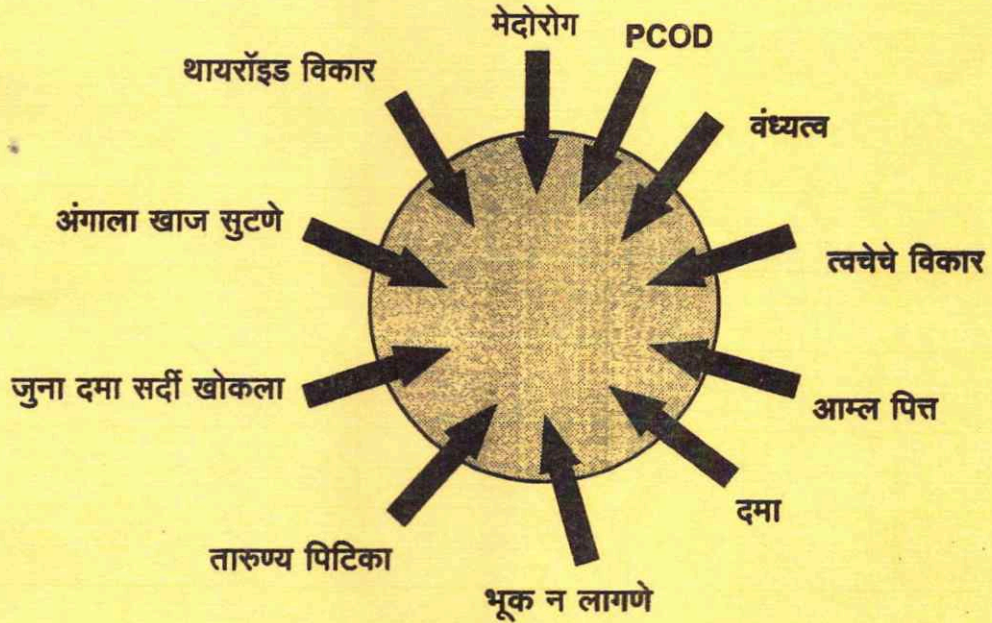 मेदोरोग
PCOD
थायरॉइड विकार
वंध्यत्व
अंगाला खाज सुटणे
त्वचेचे विकार
जुना दमा सर्दी खोकला
आम्ल पित्त
दमा
तारुण्य पिटिका
भूक न लागणे